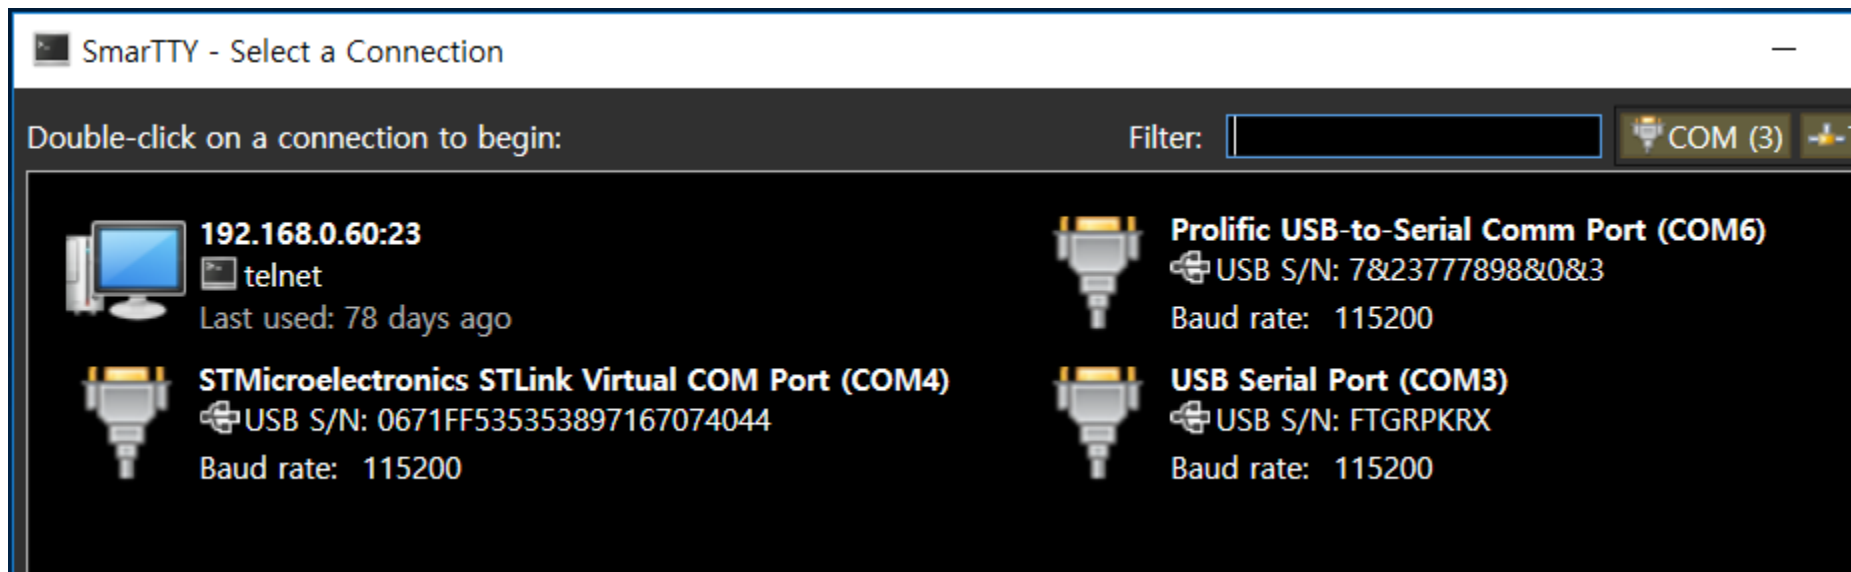 SmarTTY - Select a Connection
Double-click on a connection to begin:
Filter:
COM (3)
192.168.0.60:23
telnet
Last used: 78 days ago
Prolific USB-to-Serial Comm Port (COM6)
USB S/N: 7&23777898&0&3
Baud rate: 115200
STMicroelectronics STLink Virtual COM Port (COM4)
USB S/N: 0671FF535353897167074044
Baud rate: 115200
USB Serial Port (COM3)
USB S/N: FTGRPKRX
Baud rate: 115200